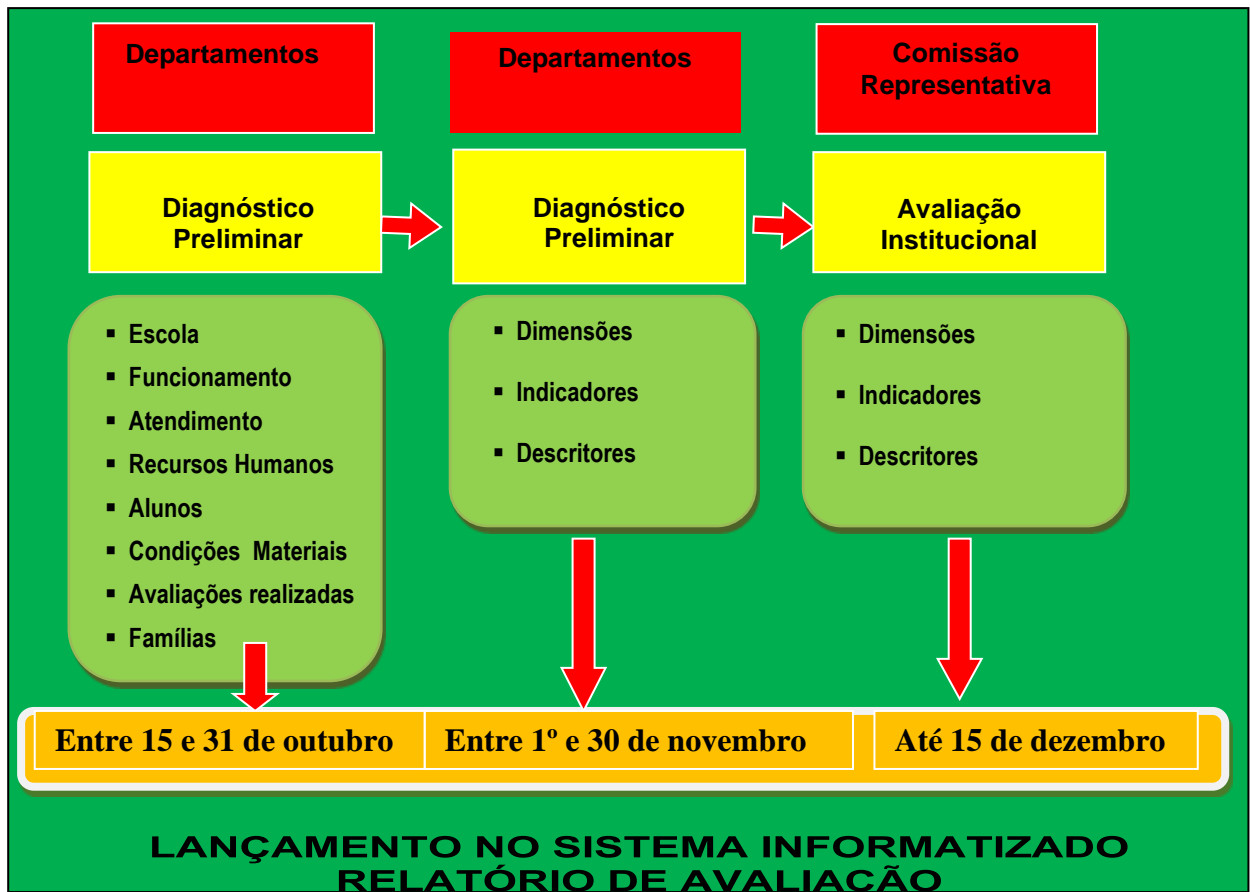 Departamentos
Diagnóstico
Preliminar
▪ Escola
▪ Funcionamento
▪ Atendimento
▪ Recursos Humanos
▪ Alunos
▪ Condições Materiais
▪ Avaliações realizadas
▪ Famílias
Entre 15 e 31 de outubro
Departamentos
Diagnóstico
Preliminar
▪ Dimensões
▪ Indicadores
▪ Descritores
Entre 1º e 30 de novembro
Comissão
Representativa
Avaliação
Institucional
▪ Dimensões
▪ Indicadores
▪ Descritores
Até 15 de dezembro
LANÇAMENTO NO SISTEMA INFORMATIZADO
RELATÓRIO DE AVALIAÇÃO